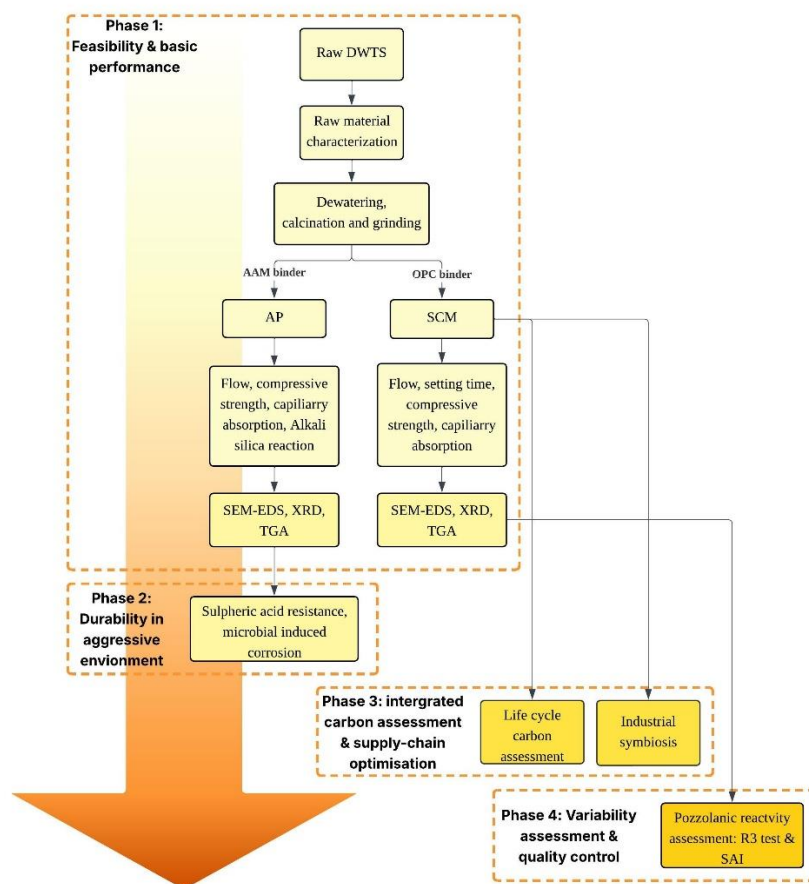 Phase 1:
Feasibility & basic
performance
Raw DWTS
Raw material
characterization
Dewatering,
calcination and grinding
AAM binder
OPC binder
AP
SCM
Flow, compressive
strength, capiliarry
absorption, Alkali
silica reaction
Flow, setting time,
compressive
strength, capiliarry
absorption
SEM-EDS, XRD,
TGA
SEM-EDS, XRD,
TGA
Phase 2:
Durability in
aggressive
envionment
Sulpheric acid resistance,
microbial induced
corrosion
Phase 3: intergrated
carbon assessment
& supply-chain
optimisation
Life cycle
carbon
assessment
Industrial
symbiosis
Phase 4: Variability
assessment &
quality control
Pozzolanic reactvity
assessment: R3 test &
SAI